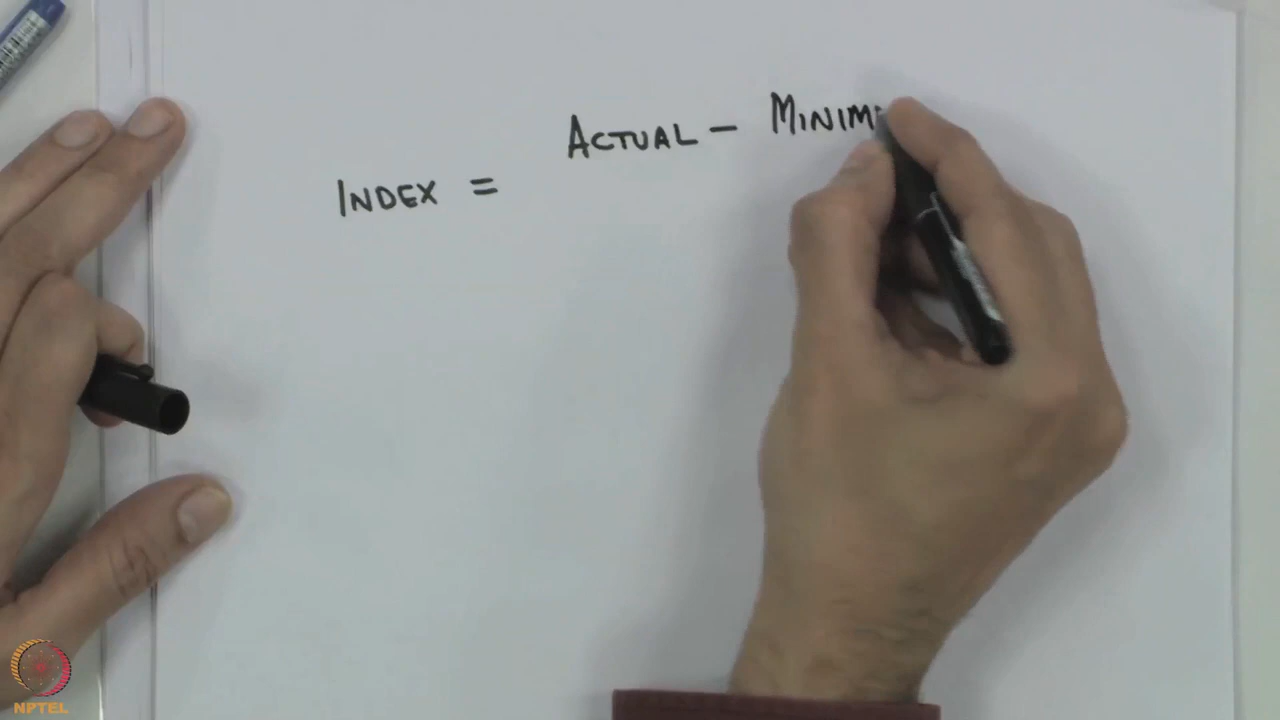 ACTUAL — MINIM
INDEX =
NPTEL